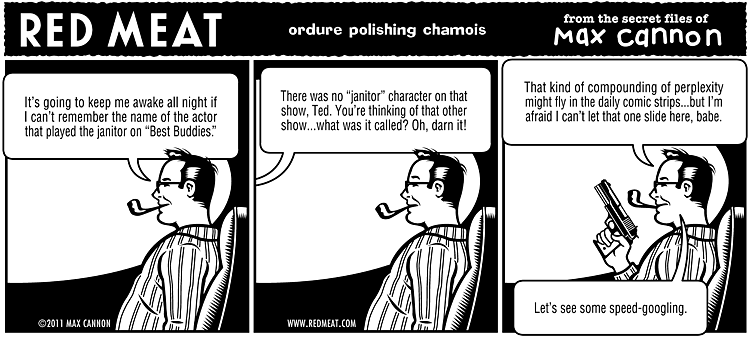 RED MEAT
ordure polishing chamois
from the secret files of
Max cannon
It's going to keep me awake all night if
I can't remember the name of the actor
that played the janitor on "Best Buddies."
©2011 MAX CANNON
There was no "janitor" character on that
show, Ted. You're thinking of that other
show...what was it called? Oh, darn it!
WWW.REDMEAT.COM
That kind of compounding of perplexity
might fly in the daily comic strips...but I'm
afraid I can't let that one slide here, babe.
Let's see some speed-googling.